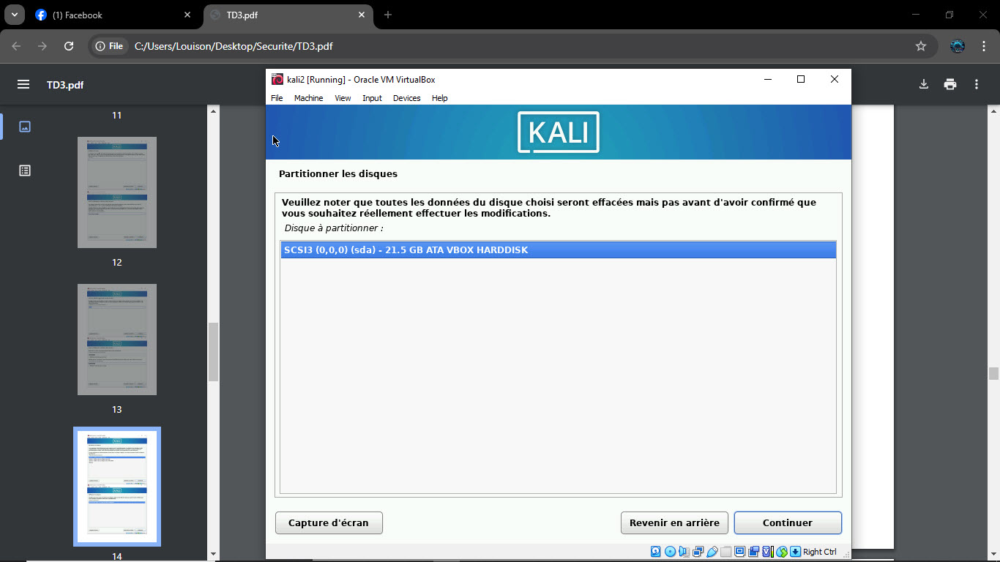 (1) Facebook
TD3.pdf
File
C:/Users/Louison/Desktop/Securite/TD3.pdf
TD3.pdf
11
12
13
14
kali2 [Running] - Oracle VM VirtualBox
File Machine View Input Devices Help
KALI
Partitionner les disques
Veuillez noter que toutes les données du disque choisi seront effacées mais pas avant d'avoir confirmé que
vous souhaitez réellement effectuer les modifications.
Disque à partitionner :
SCSI3 (0,0,0) (sda) - 21.5 GB ATA VBOX HARDDISK
Capture d'écran
Revenir en arrière
Continuer
Right Ctrl